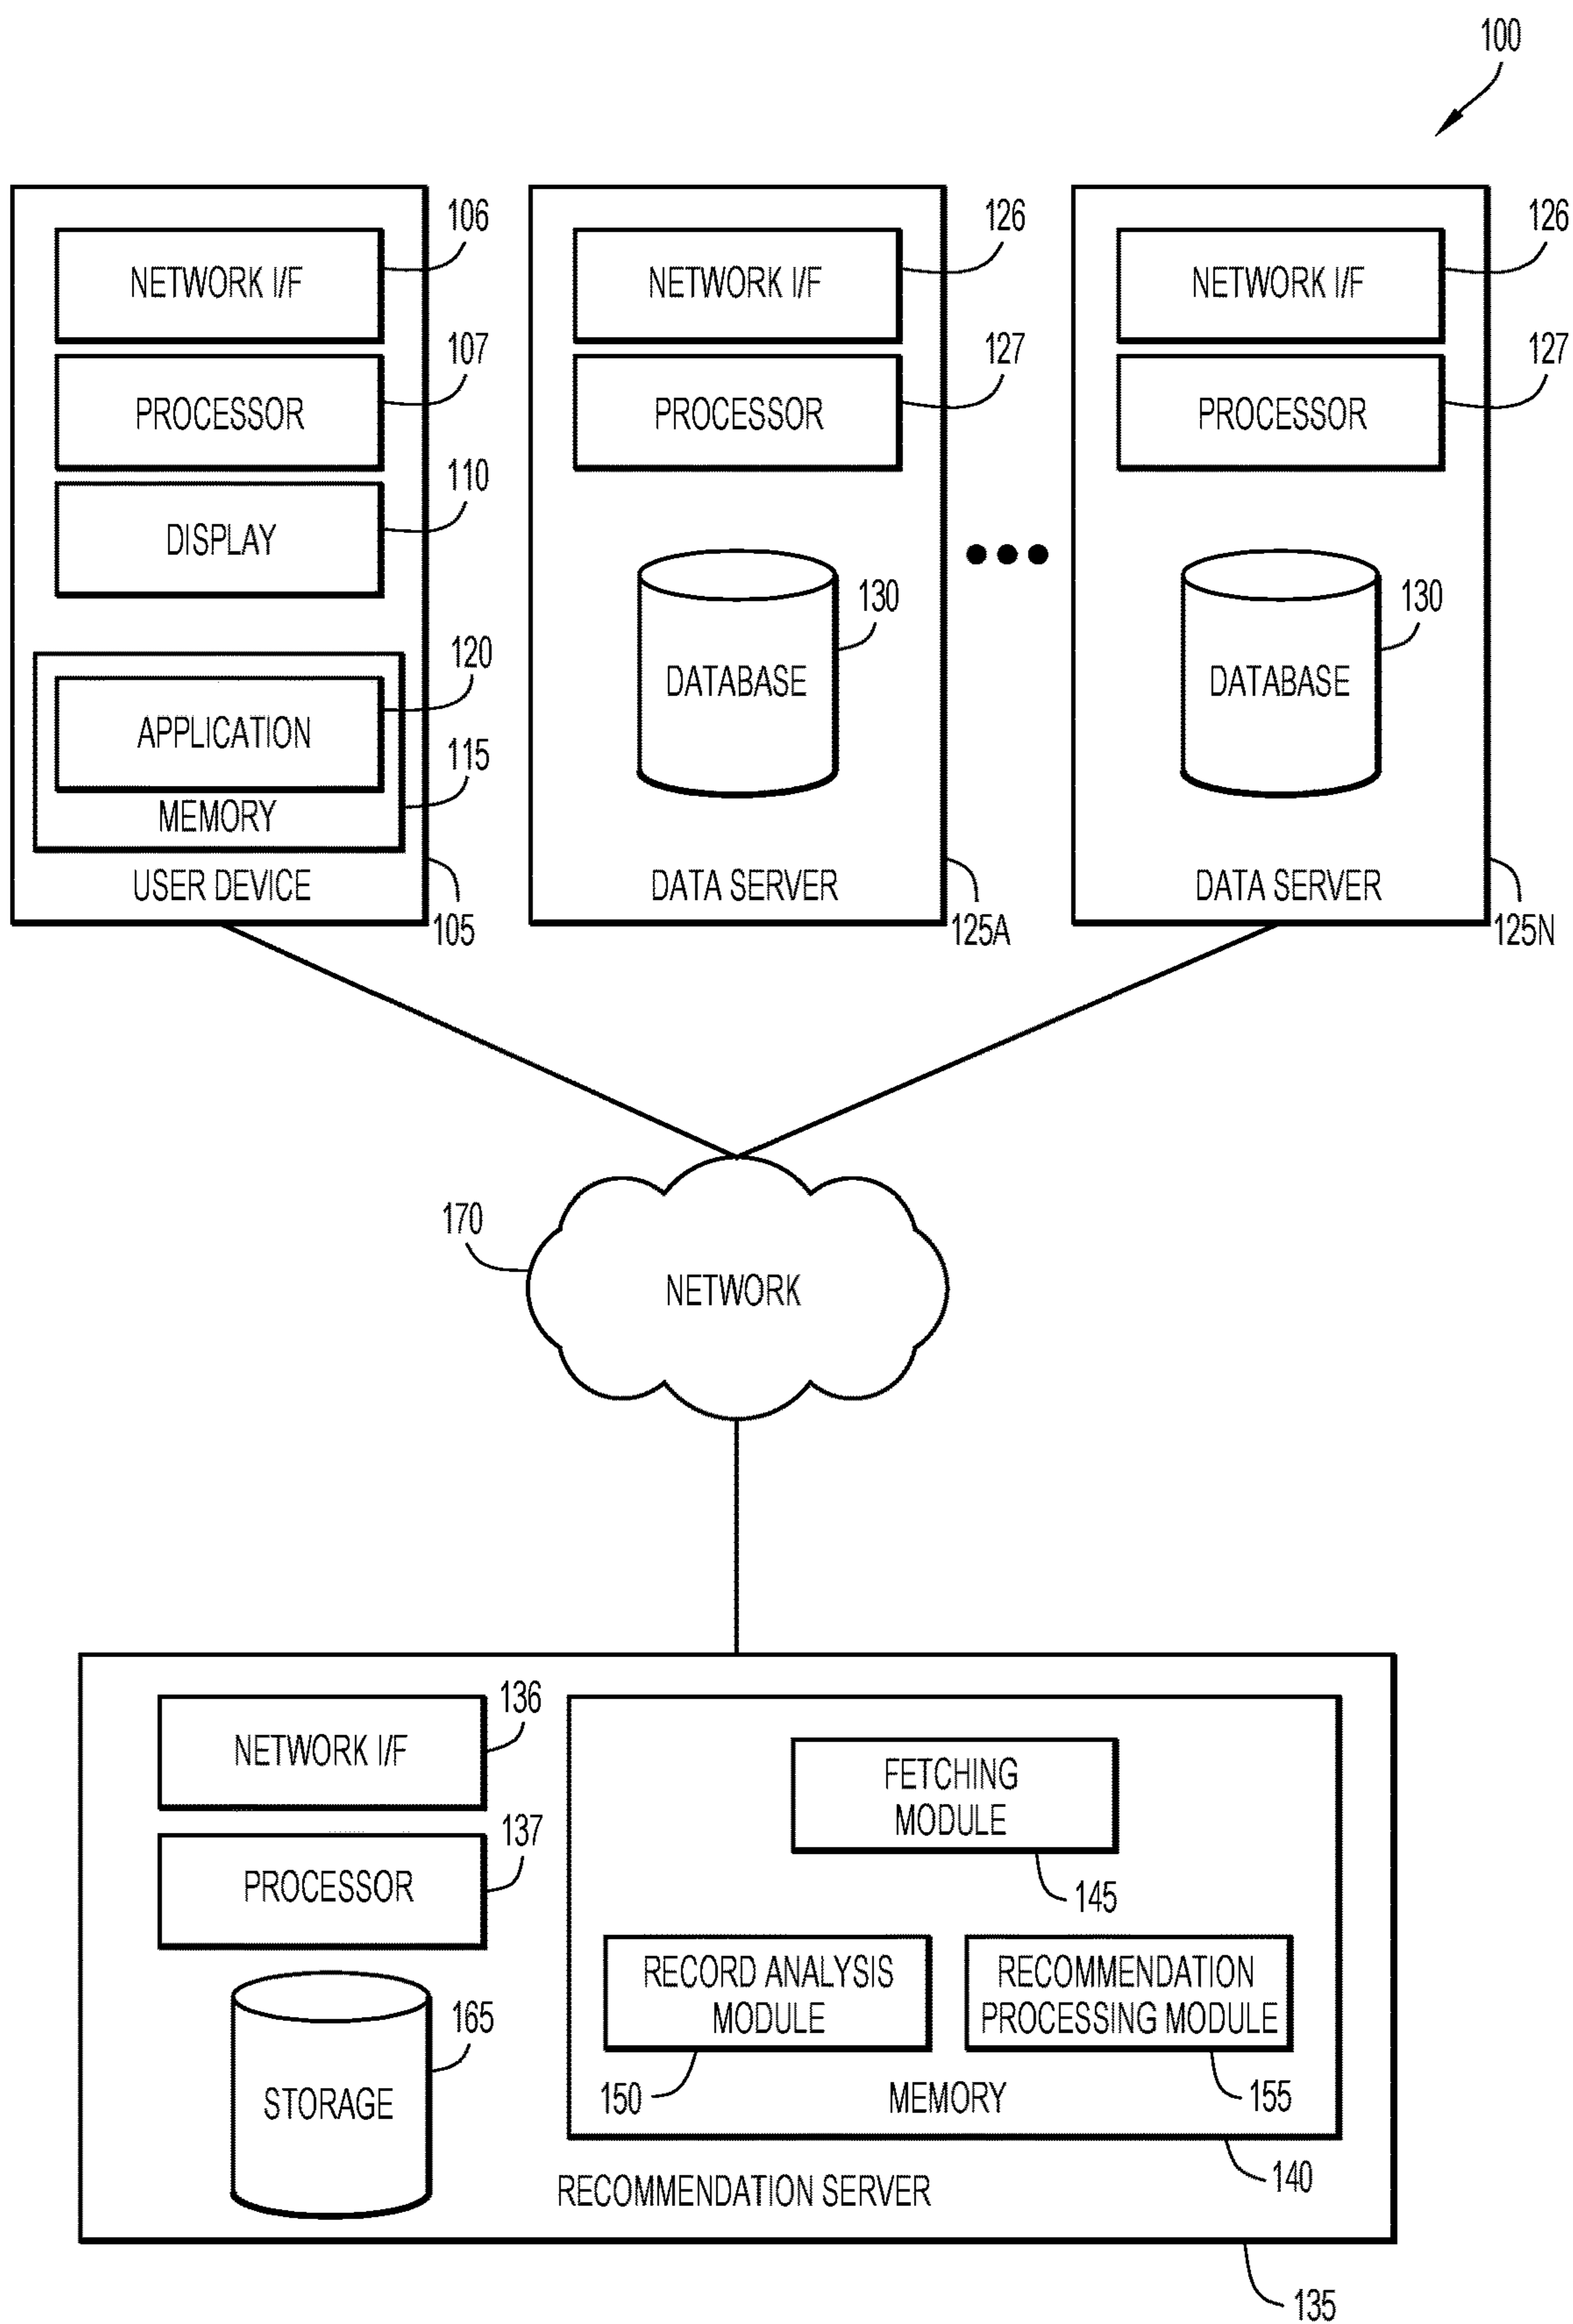 100
106
NETWORK I/F
107
PROCESSOR
110
DISPLAY
120
APPLICATION
115
MEMORY
USER DEVICE
105
126
NETWORK I/F
127
PROCESSOR
130
DATABASE
DATA SERVER
125A
126
NETWORK I/F
127
PROCESSOR
130
DATABASE
DATA SERVER
125N
170
NETWORK
136
NETWORK I/F
137
PROCESSOR
165
STORAGE
FETCHING
MODULE
145
RECORD ANALYSIS
MODULE
150
RECOMMENDATION
PROCESSING MODULE
155
MEMORY
140
RECOMMENDATION SERVER
135